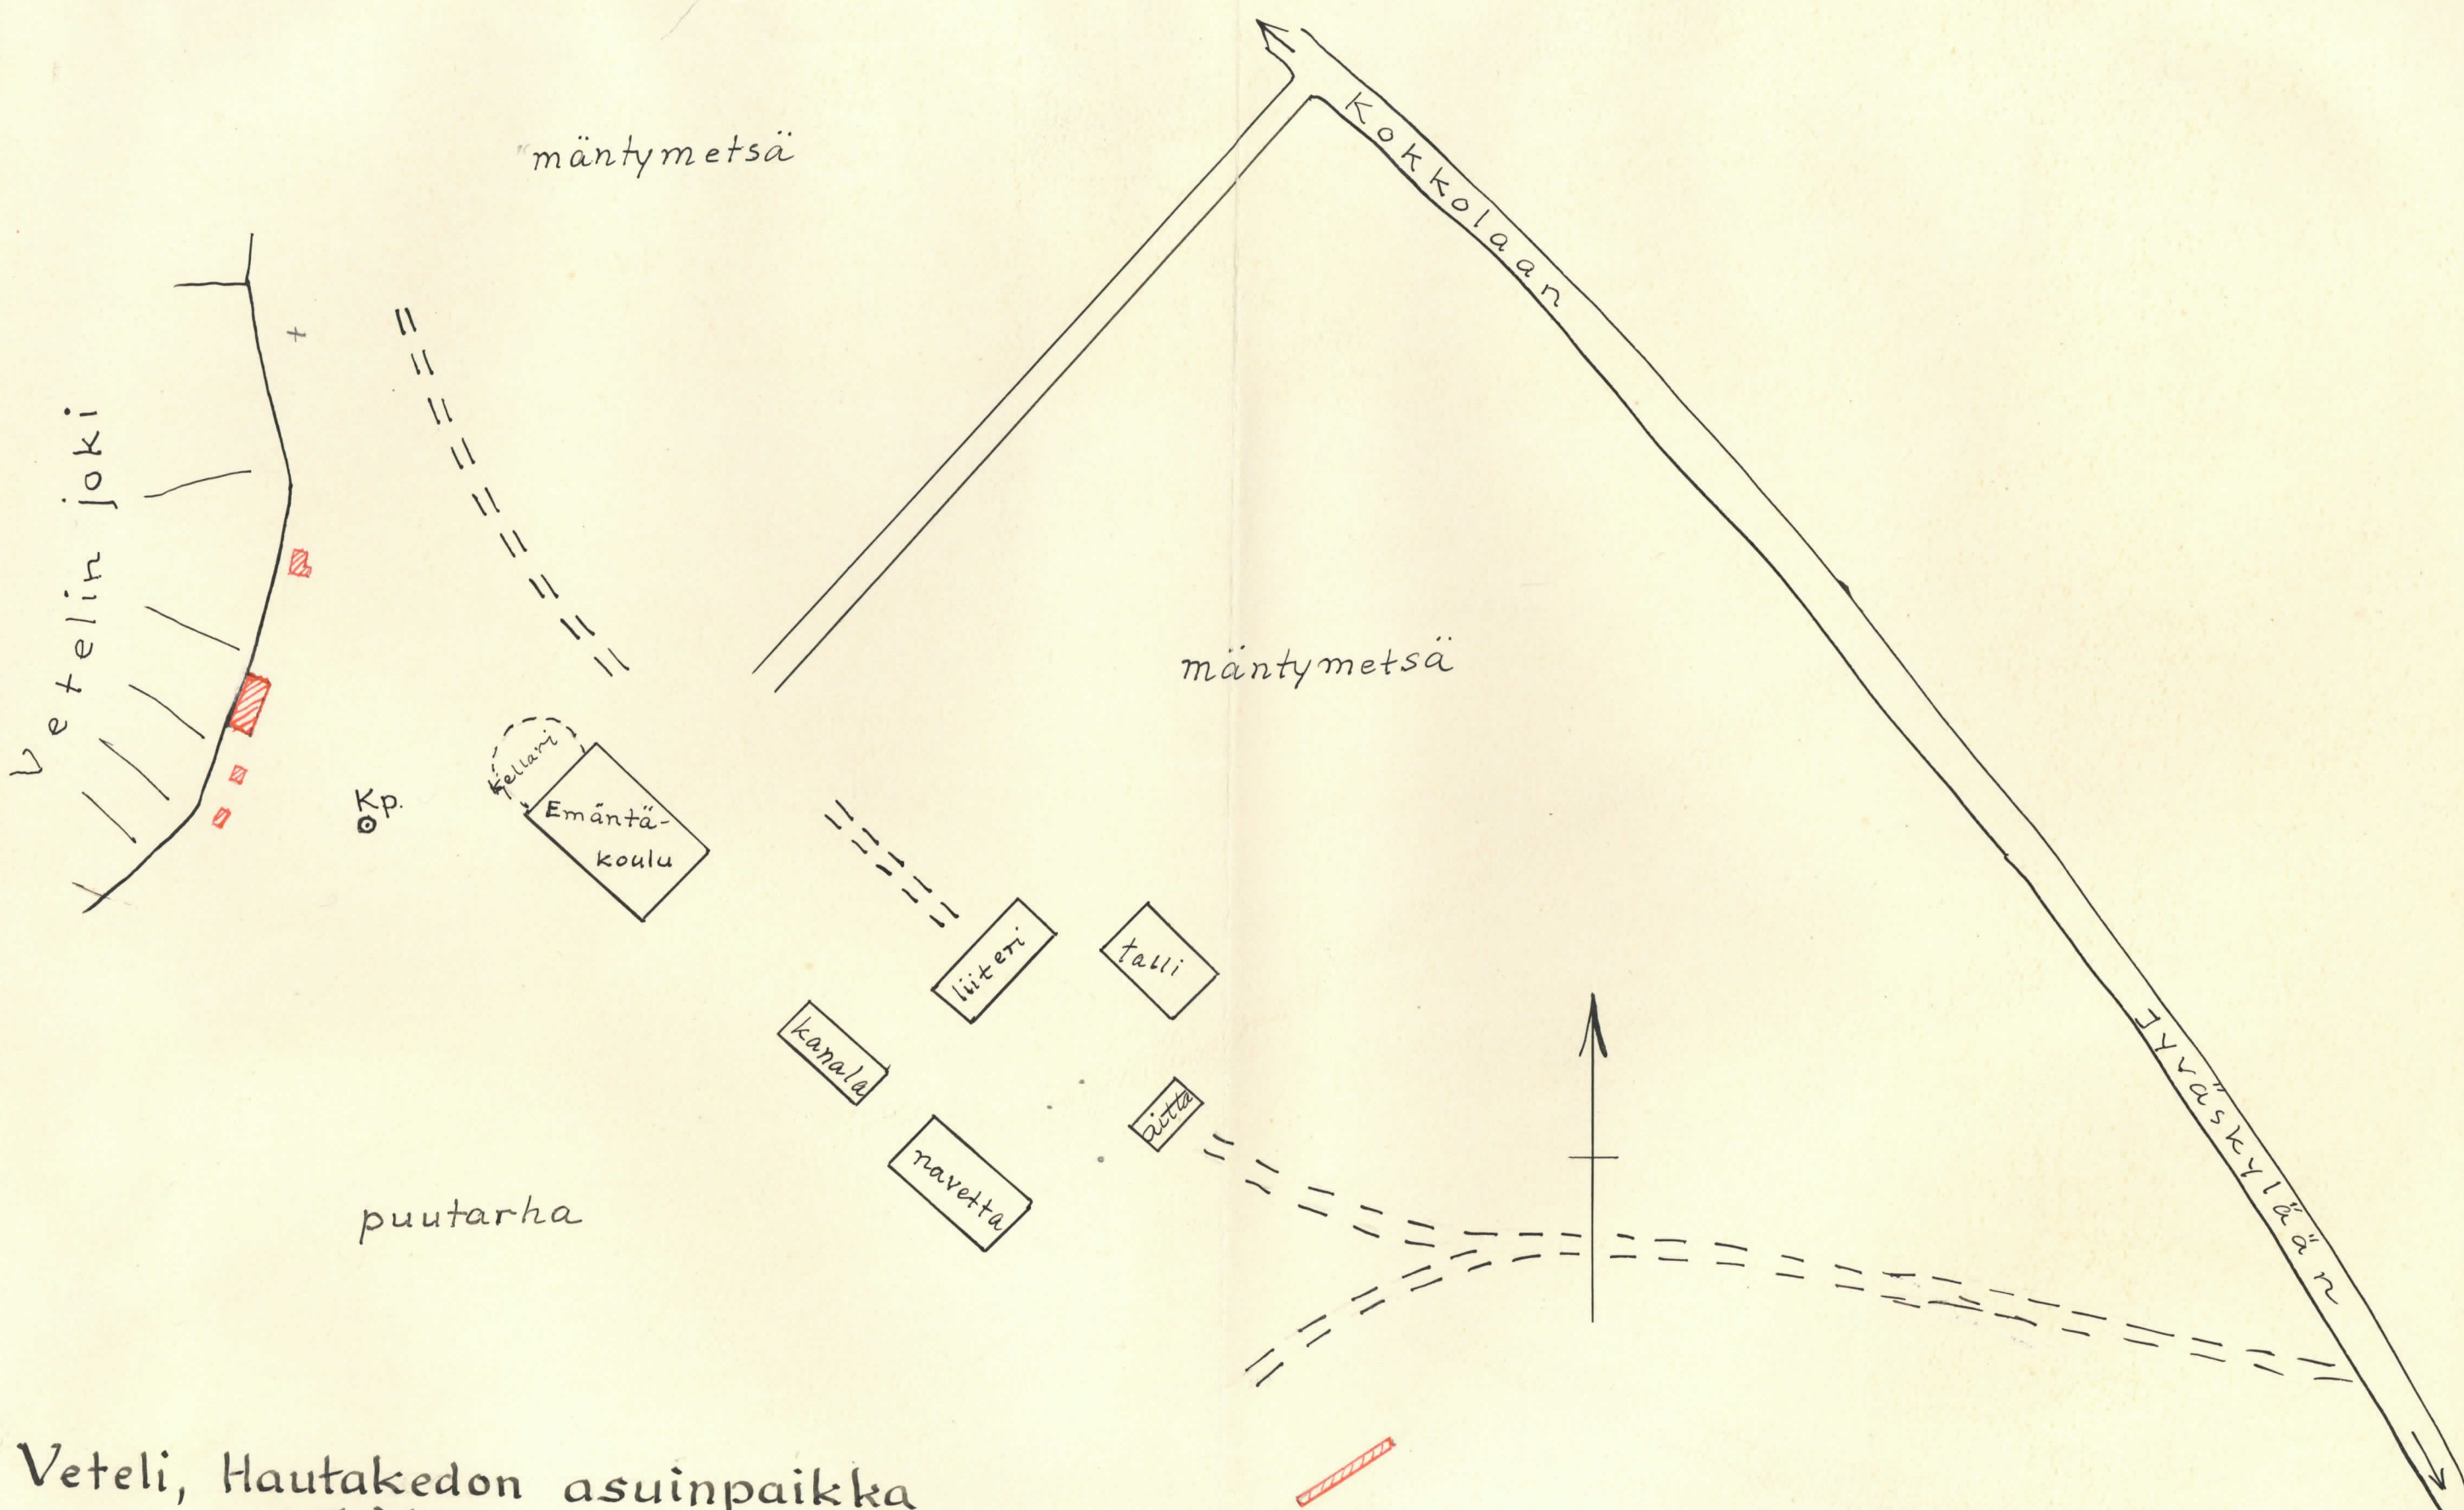 Kokkolaan
mäntymetsä
Vetelin joki
mäntymetsä
kellari
Kp.
Emäntä-
koulu
liiteri
talli
kanala
aitta
navetta
Jyväskylään
puutarha
Veteli, Hautakedon asuinpaikka